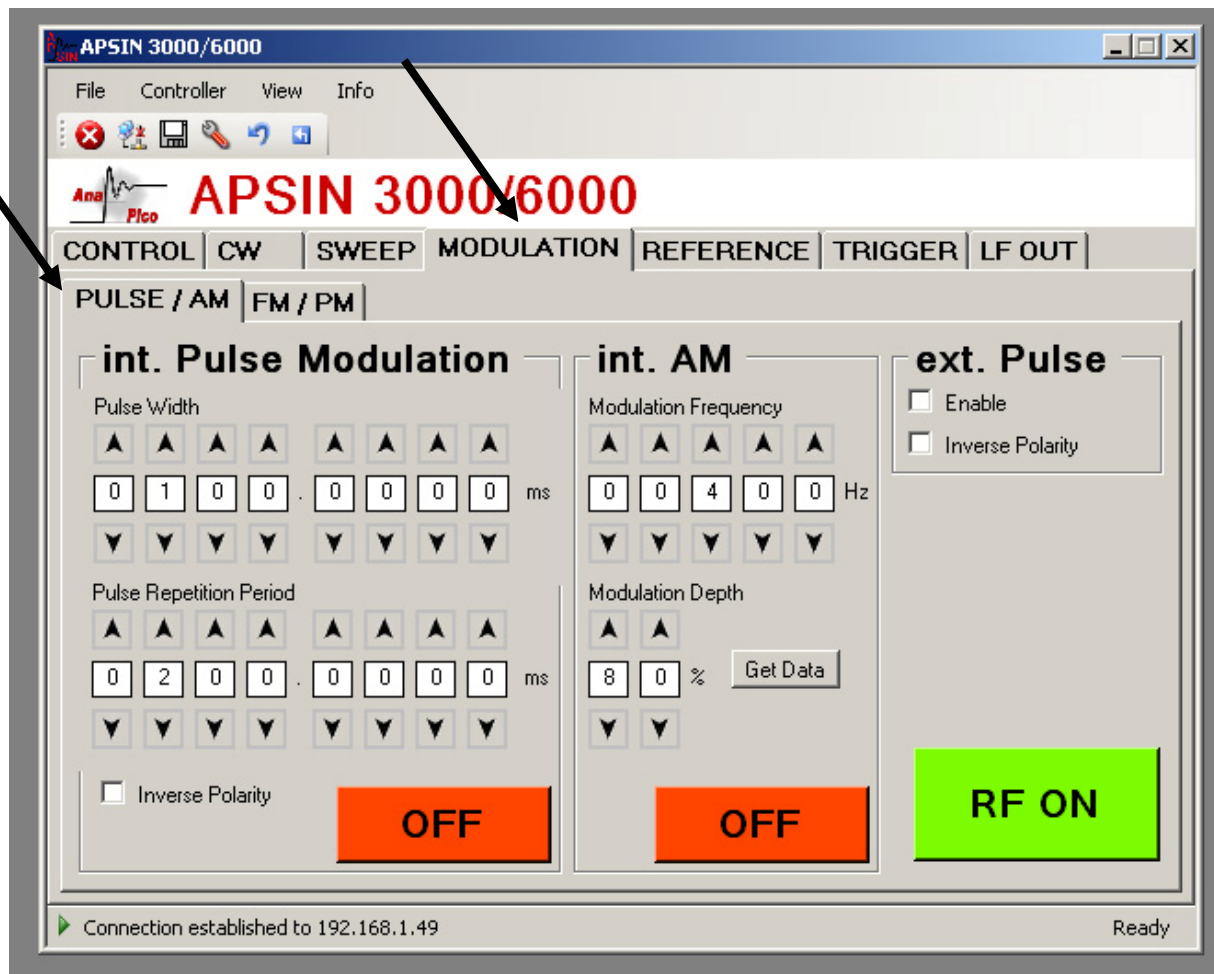 APSIN 3000/6000
File Controller View Info
Ana Pico APSIN 3000/6000
CONTROL CW SWEEP MODULATION REFERENCE TRIGGER LF OUT
PULSE / AM FM / PM
int. Pulse Modulation
Pulse Width
0 1 0 0 . 0 0 0 0 ms
Pulse Repetition Period
0 2 0 0 . 0 0 0 0 ms
Inverse Polarity
OFF
int. AM
Modulation Frequency
0 0 4 0 0 Hz
Modulation Depth
8 0 % Get Data
OFF
ext. Pulse
Enable
Inverse Polarity
RF ON
Connection established to 192.168.1.49 Ready